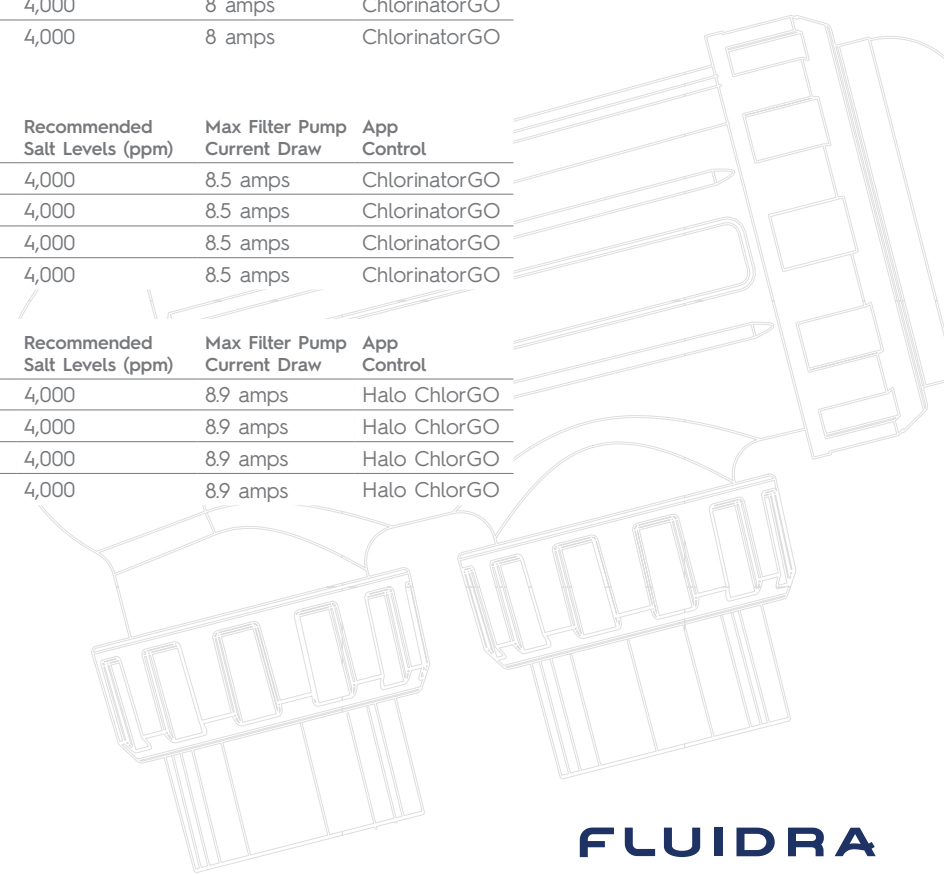 4,000 8 amps ChlorinatorGO
4,000 8 amps ChlorinatorGO
Recommended Max Filter Pump App
Salt Levels (ppm) Current Draw Control
4,000 8.5 amps ChlorinatorGO
4,000 8.5 amps ChlorinatorGO
4,000 8.5 amps ChlorinatorGO
4,000 8.5 amps ChlorinatorGO
Recommended Max Filter Pump App
Salt Levels (ppm) Current Draw Control
4,000 8.9 amps Halo ChlorGO
4,000 8.9 amps Halo ChlorGO
4,000 8.9 amps Halo ChlorGO
4,000 8.9 amps Halo ChlorGO
FLUIDRA